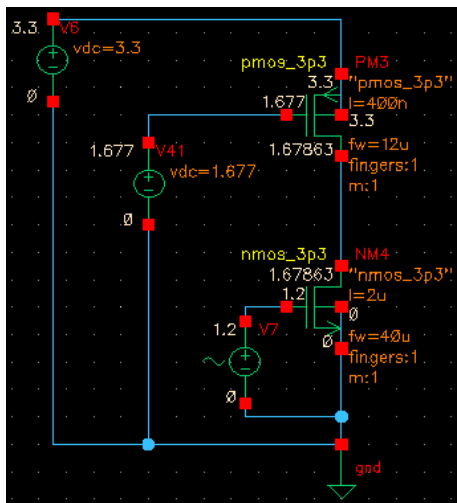 3.3
V6
vdc=3.3
0
pmos_3p3
PM3
3.3
"pmos_3p3"
l=400n
1.677
3.3
1.67863
fw=12u
fingers:1
m:1
1.677
V41
vdc=1.677
0
nmos_3p3
NM4
1.67863
"nmos_3p3"
1.2
l=2u
0
0
fw=40u
fingers:1
m:1
1.2
V7
0
gnd